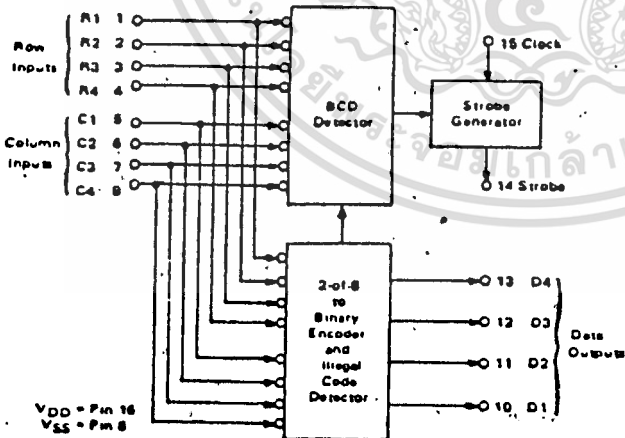 Row
Inputs
R1 1
R2 2
R3 3
R4 4
Column
Inputs
C1 5
C2 6
C3 7
C4 8
BCD
Detector
15 Clock
Strobe
Generator
14 Strobe
2-of-8
to
Binary
Encoder
and
Illegal
Code
Detector
13 D4
12 D3
11 D2
10 D1
Data
Outputs
VDD = Pin 16
VSS = Pin 8